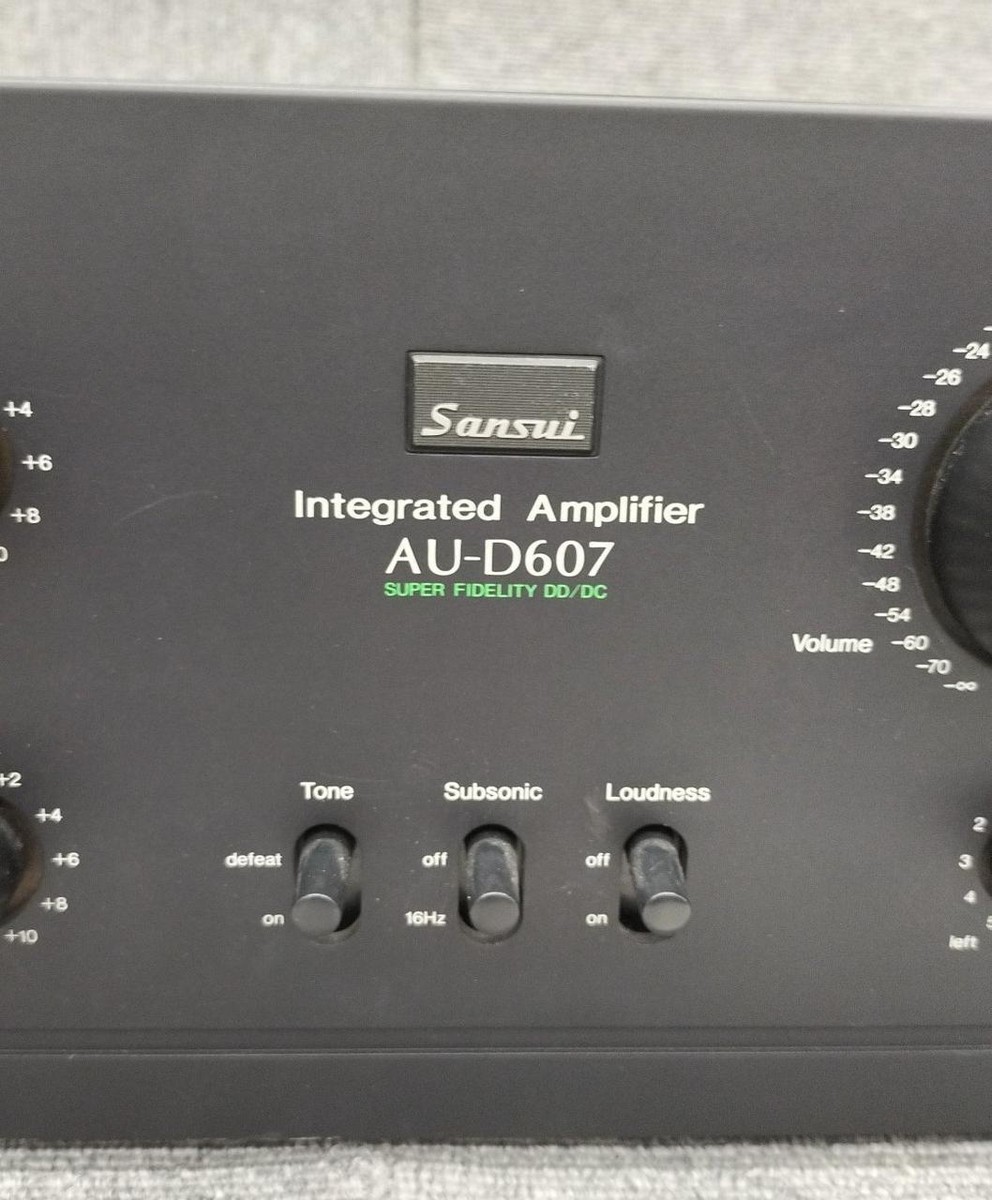 Sansui
Integrated Amplifier
AU-D607
SUPER FIDELITY DD/DC
+4
+6
+8
-24
-26
-28
-30
-34
-38
-42
-48
-54
Volume -60
-70
-∞
+2
+4
+6
+8
+10
Tone
defeat
on
Subsonic
off
16Hz
Loudness
off
on
2
3
4
left